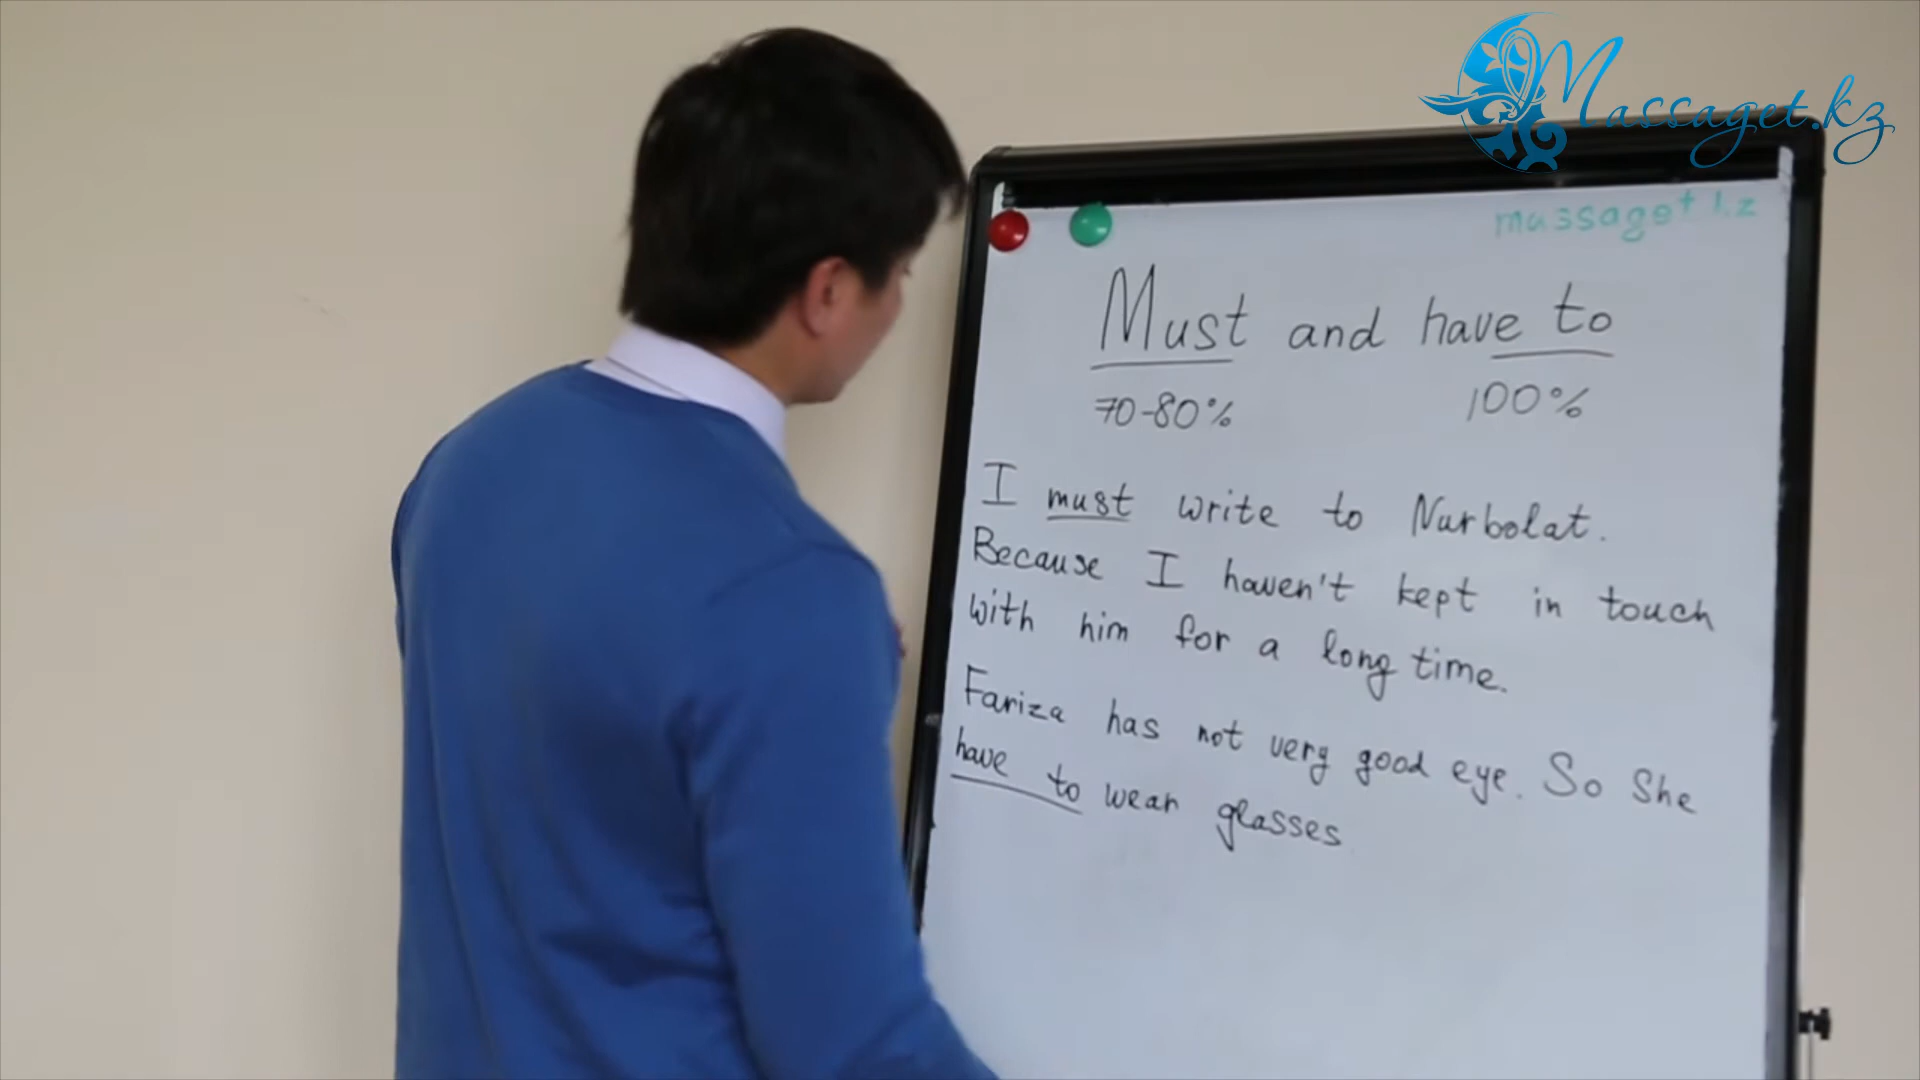 Massaget.kz
massaget kz
Must and have to
70-80% 100%
I must write to Nurbolat.
Because I haven't kept in touch
with him for a long time.
Fariza has not very good eye. So She
have to wear glasses